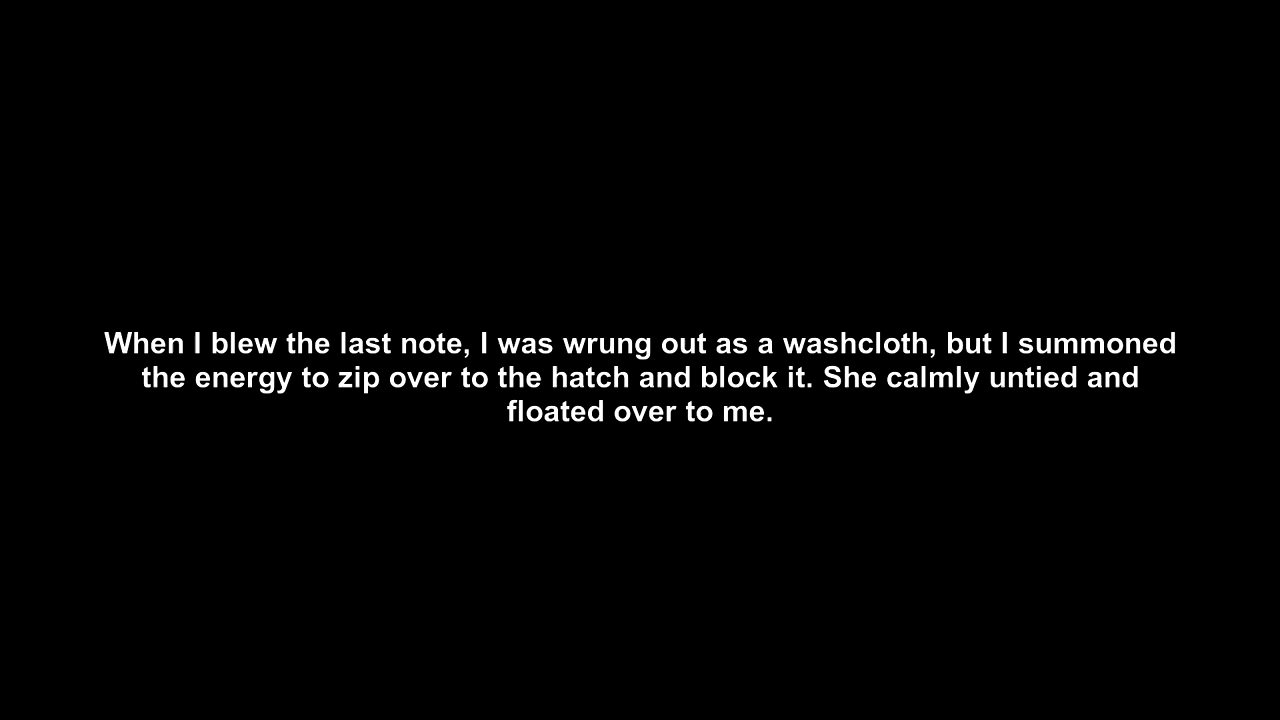 When I blew the last note, I was wrung out as a washcloth, but I summoned
the energy to zip over to the hatch and block it. She calmly untied and
floated over to me.